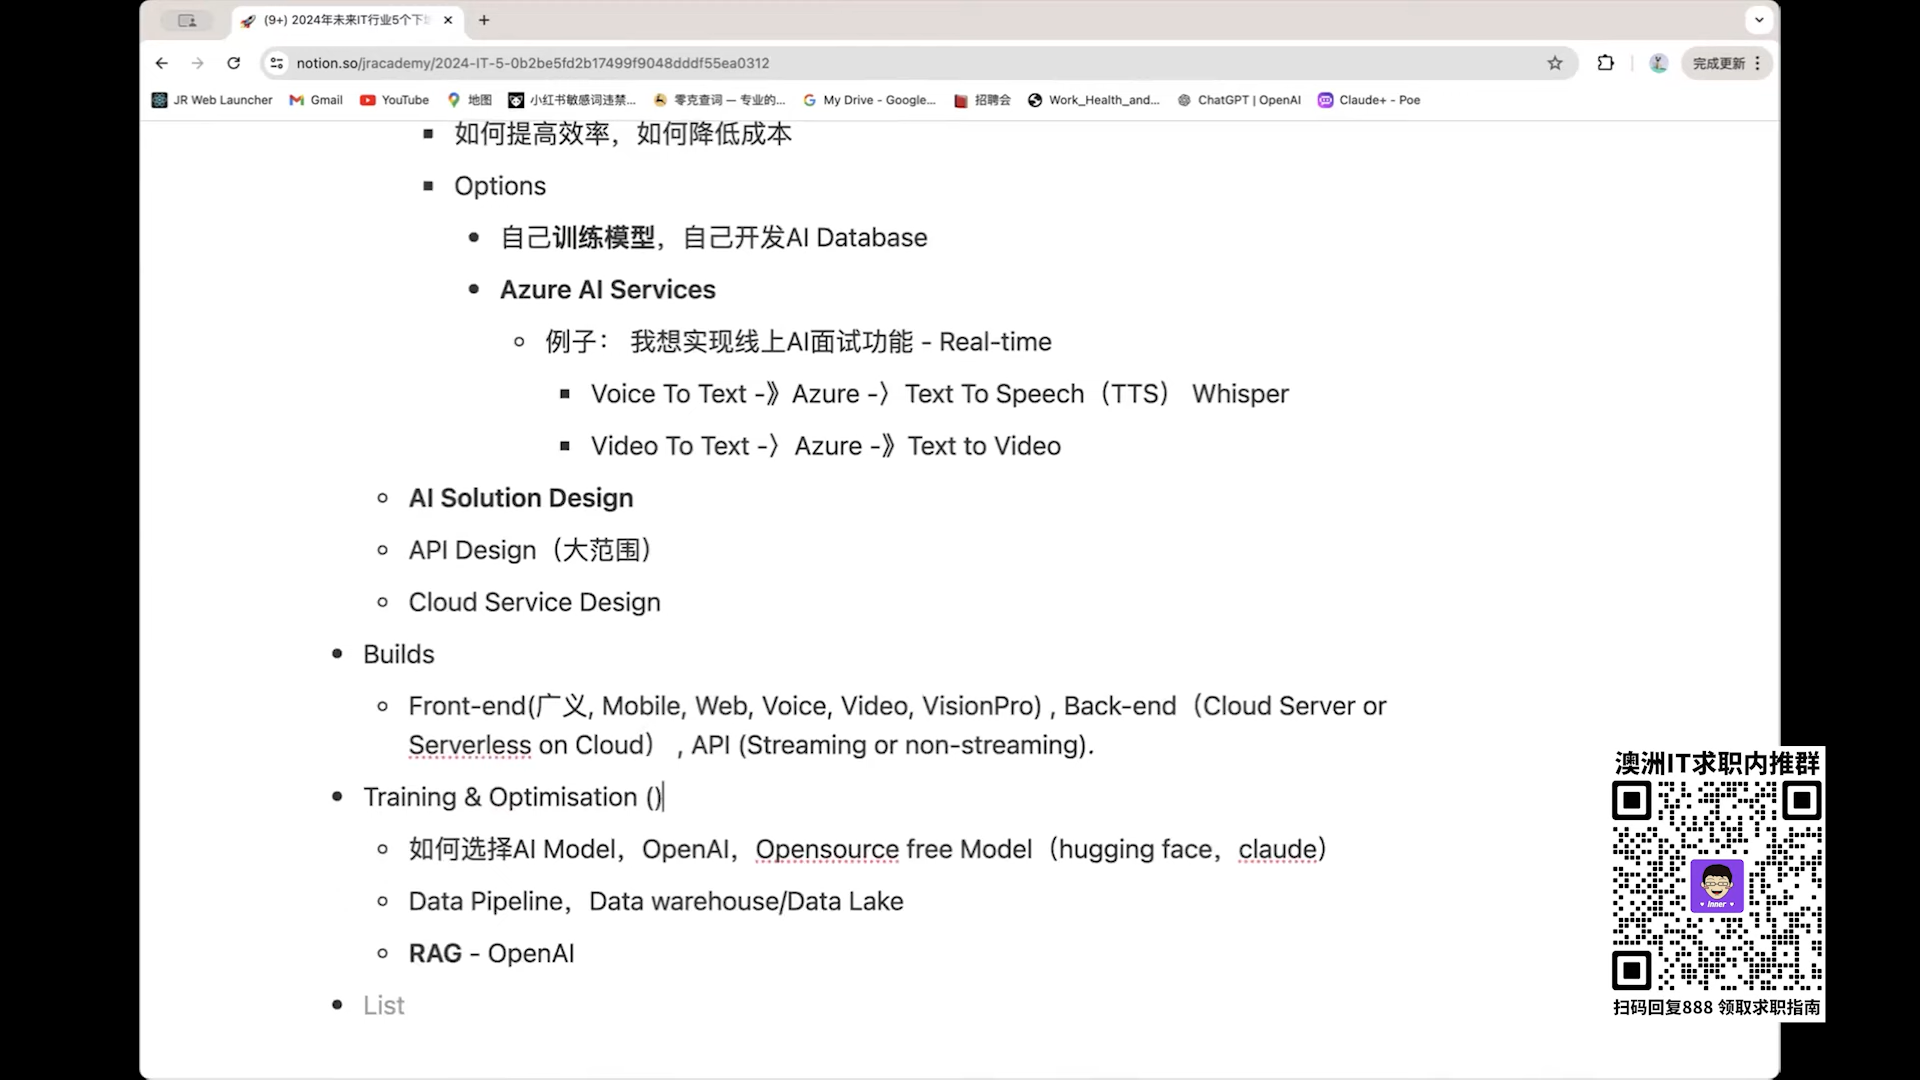 (9+) 2024年未来IT行业5个下
notion.so/jracademy/2024-IT-5-0b2be5fd2b17499f9048dddf55ea0312
完成更新
JR Web Launcher
Gmail
YouTube
地图
小红书敏感词违禁...
零克查词 — 专业的...
My Drive - Google...
招聘会
Work_Health_and...
ChatGPT | OpenAI
Claude+ - Poe
如何提高效率，如何降低成本
Options
自己训练模型，自己开发AI Database
Azure AI Services
例子： 我想实现线上AI面试功能 - Real-time
Voice To Text -》Azure -〉Text To Speech（TTS） Whisper
Video To Text -〉Azure -》Text to Video
AI Solution Design
API Design（大范围）
Cloud Service Design
Builds
Front-end(广义, Mobile, Web, Voice, Video, VisionPro) , Back-end（Cloud Server or
Serverless on Cloud） , API (Streaming or non-streaming).
Training & Optimisation ()
如何选择AI Model，OpenAI，Opensource free Model（hugging face，claude）
Data Pipeline，Data warehouse/Data Lake
RAG - OpenAI
List
澳洲IT求职内推群
Inner
扫码回复888 领取求职指南